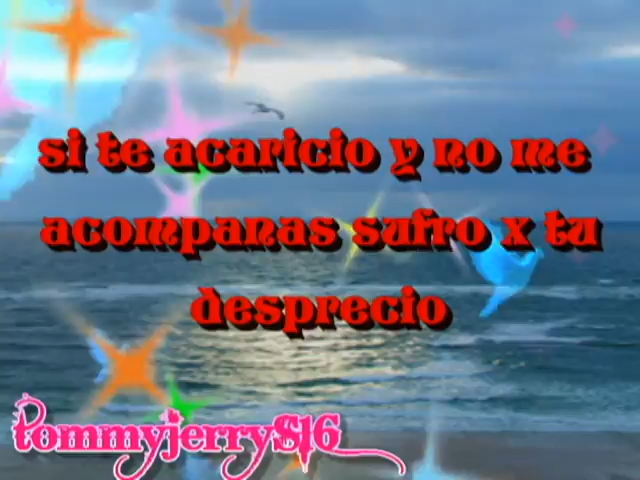 si te acaricio y no me
acompanas sufro x tu
desprecio
tommyjerry816